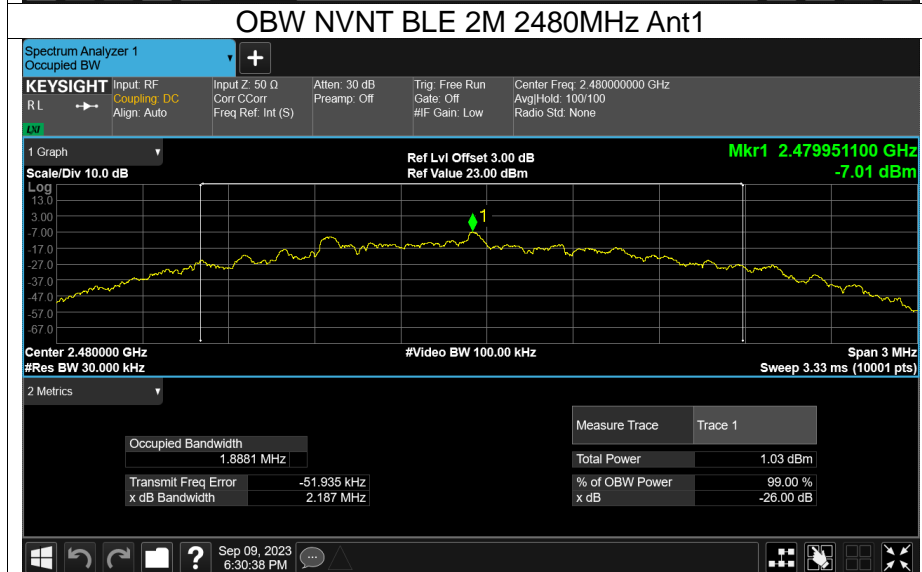 OBW NVNT BLE 2M 2480MHz Ant1
Spectrum Analyzer 1
Occupied BW
▼
+
KEYSIGHT
R L
LXI
Input: RF
Coupling: DC
Align: Auto
Input Z: 50 Ω
Corr CCorr
Freq Ref: Int (S)
Atten: 30 dB
Preamp: Off
Trig: Free Run
Gate: Off
#IF Gain: Low
Center Freq: 2.480000000 GHz
Avg|Hold: 100/100
Radio Std: None
1 Graph ▼
Scale/Div 10.0 dB
Ref Lvl Offset 3.00 dB
Ref Value 23.00 dBm
Mkr1 2.479951100 GHz
-7.01 dBm
Log
13.0
3.00
-7.00
-17.0
-27.0
-37.0
-47.0
-57.0
-67.0
1
Center 2.480000 GHz
#Res BW 30.000 kHz
#Video BW 100.00 kHz
Span 3 MHz
Sweep 3.33 ms (10001 pts)
2 Metrics ▼
Occupied Bandwidth
1.8881 MHz
Transmit Freq Error -51.935 kHz
x dB Bandwidth 2.187 MHz
Measure Trace Trace 1
Total Power 1.03 dBm
% of OBW Power 99.00 %
x dB -26.00 dB
?
Sep 09, 2023
6:30:38 PM